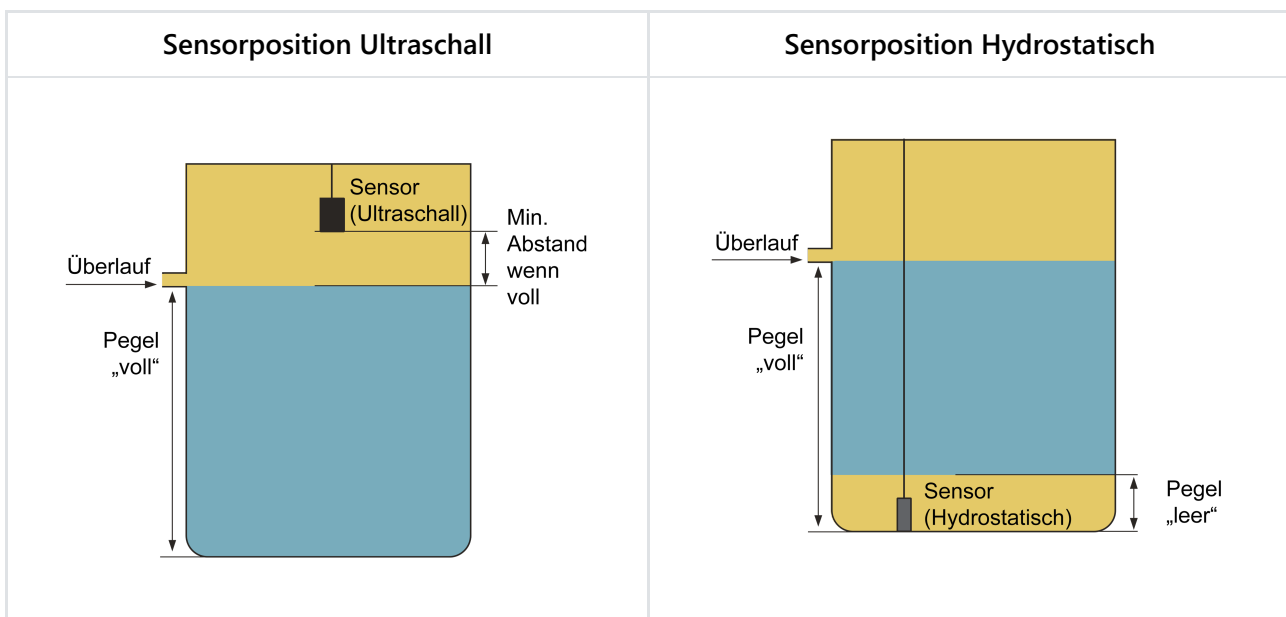 Sensorposition Ultraschall
Sensor
(Ultraschall)
Min.
Abstand
wenn
voll
Überlauf
Pegel
„voll“
Sensorposition Hydrostatisch
Überlauf
Pegel
„voll“
Sensor
(Hydrostatisch)
Pegel
„leer“